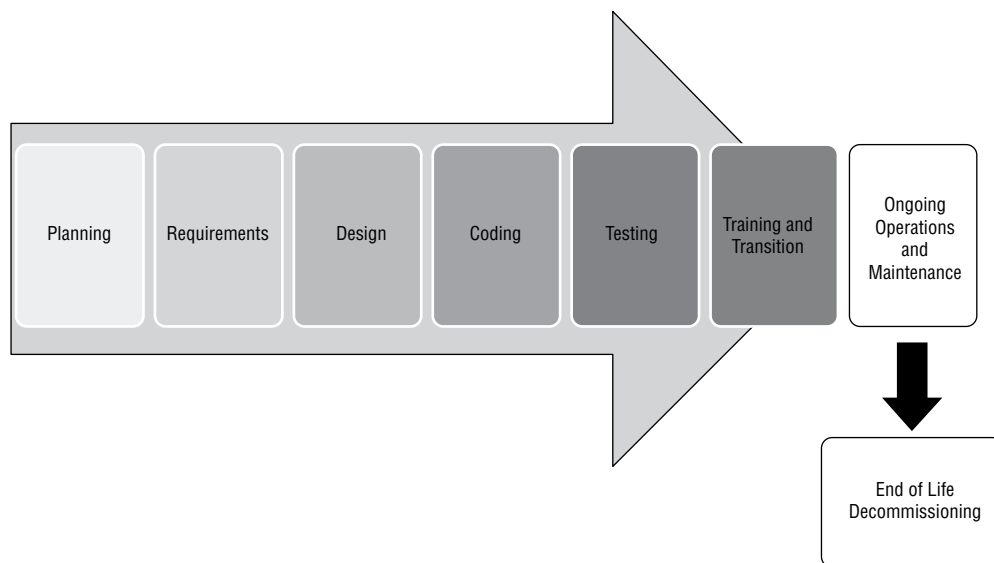 Planning
Requirements
Design
Coding
Testing
Training and
Transition
Ongoing
Operations
and
Maintenance
End of Life
Decommissioning